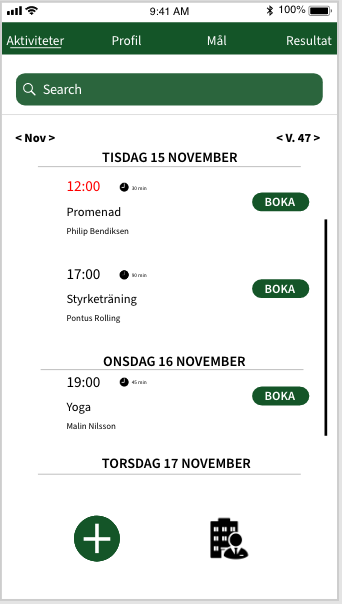 9:41 AM 100%
Aktiviteter Profil Mål Resultat
Search
< Nov > < V. 47 >
TISDAG 15 NOVEMBER
12:00 30 min
BOKA
Promenad
Philip Bendiksen
17:00 90 min
BOKA
Styrketräning
Pontus Rolling
ONSDAG 16 NOVEMBER
19:00 45 min
BOKA
Yoga
Malin Nilsson
TORSDAG 17 NOVEMBER